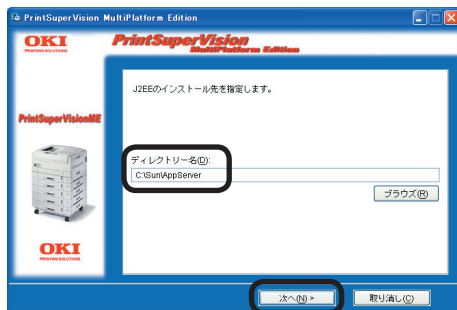 PrintSuperVision MultiPlatform Edition
OKI
PRINTING SOLUTIONS
PrintSuperVision
MultiPlatform Edition
J2EEのインストール先を指定します。
PrintSuperVisionME
ディレクトリー名(D):
C:\Sun\AppServer
ブラウズ(R)
OKI
PRINTING SOLUTIONS
次へ(N) >
取り消し(C)